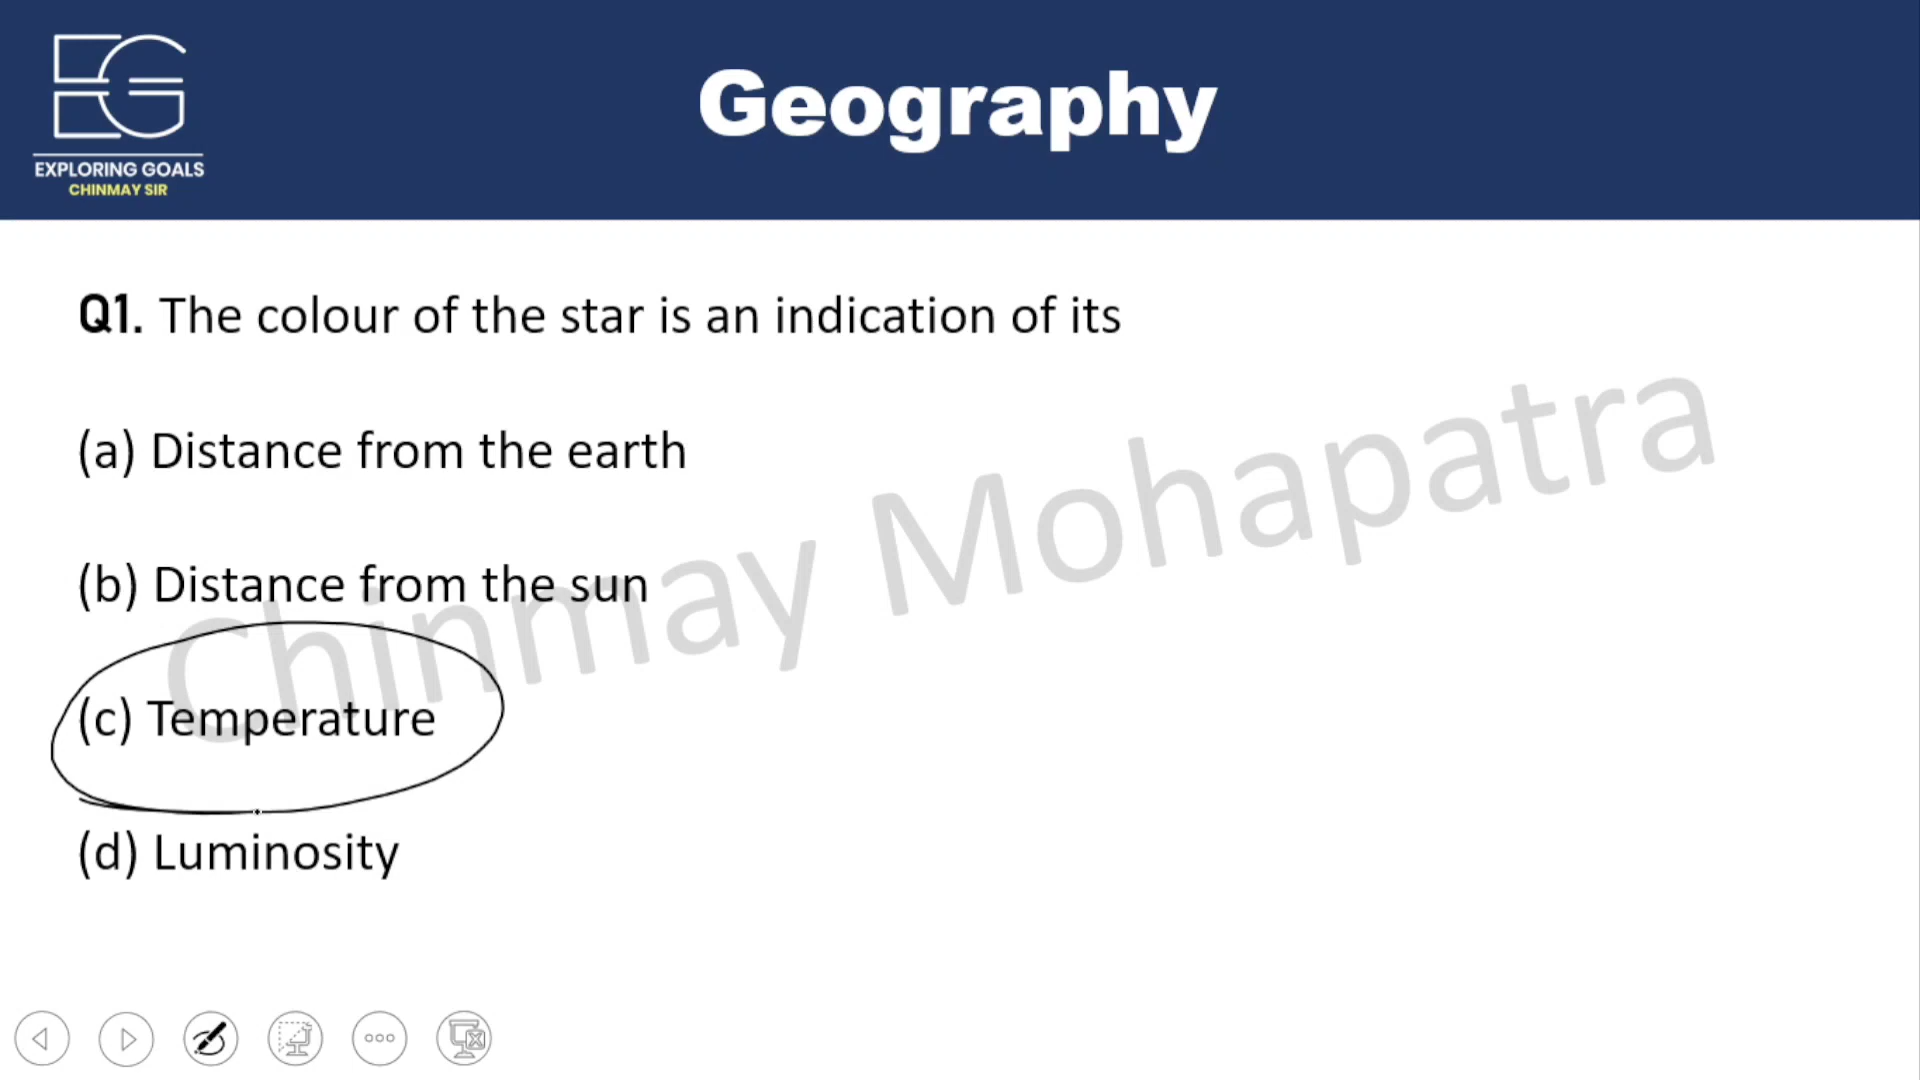 EG
EXPLORING GOALS
CHINMAY SIR
Geography
Q1. The colour of the star is an indication of its
(a) Distance from the earth
(b) Distance from the sun
(c) Temperature
(d) Luminosity
Chinmay Mohapatra